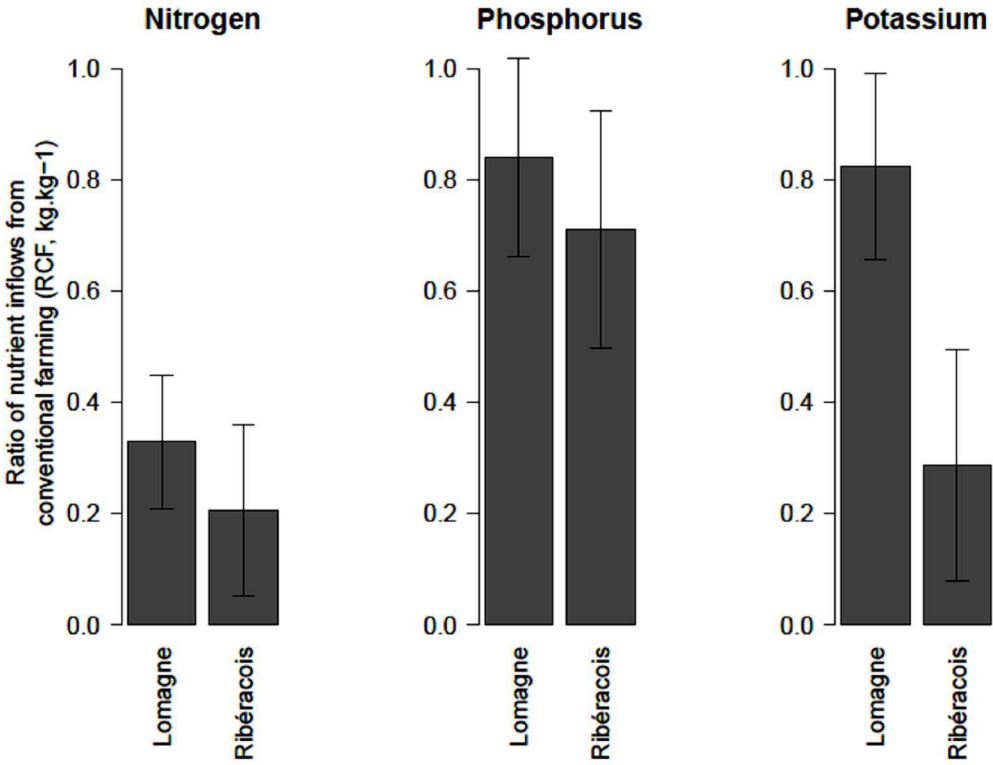 Nitrogen
Phosphorus
Potassium
Ratio of nutrient inflows from
conventional farming (RCF, kg.kg−1)
1.0
0.8
0.6
0.4
0.2
0.0
Lomagne
Ribéracois
1.0
0.8
0.6
0.4
0.2
0.0
Lomagne
Ribéracois
1.0
0.8
0.6
0.4
0.2
0.0
Lomagne
Ribéracois